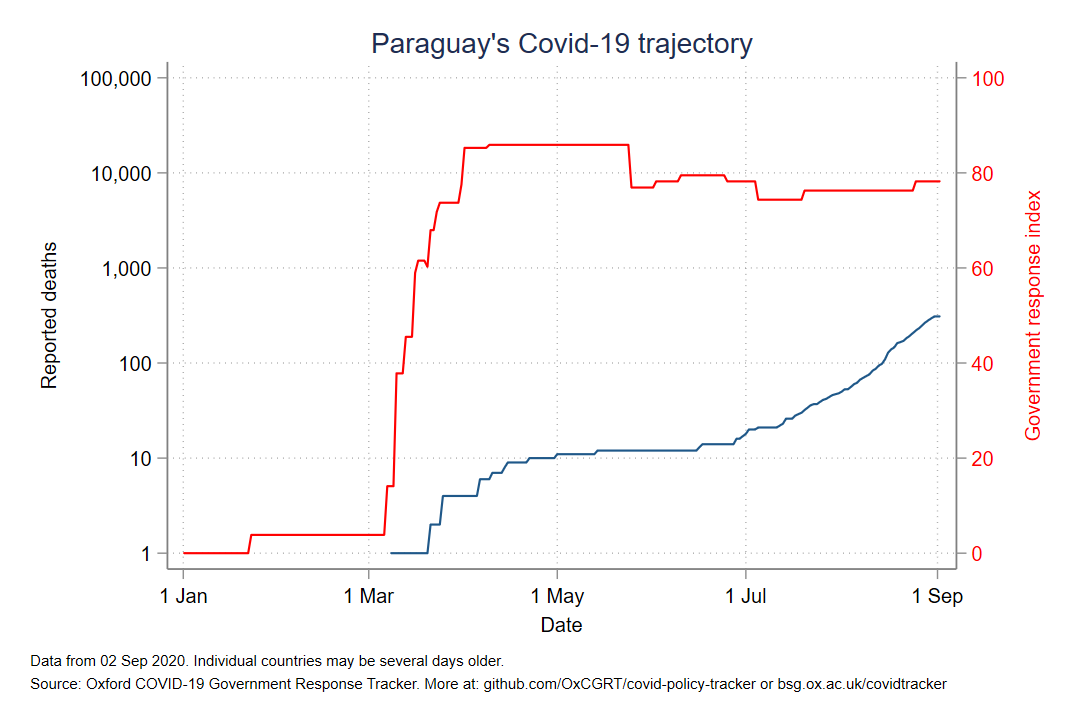 Paraguay's Covid-19 trajectory
100,000
10,000
1,000
100
10
1
Reported deaths
100
80
60
40
20
0
Government response index
1 Jan
1 Mar
1 May
1 Jul
1 Sep
Date
Data from 02 Sep 2020. Individual countries may be several days older.
Source: Oxford COVID-19 Government Response Tracker. More at: github.com/OxCGRT/covid-policy-tracker or bsg.ox.ac.uk/covidtracker